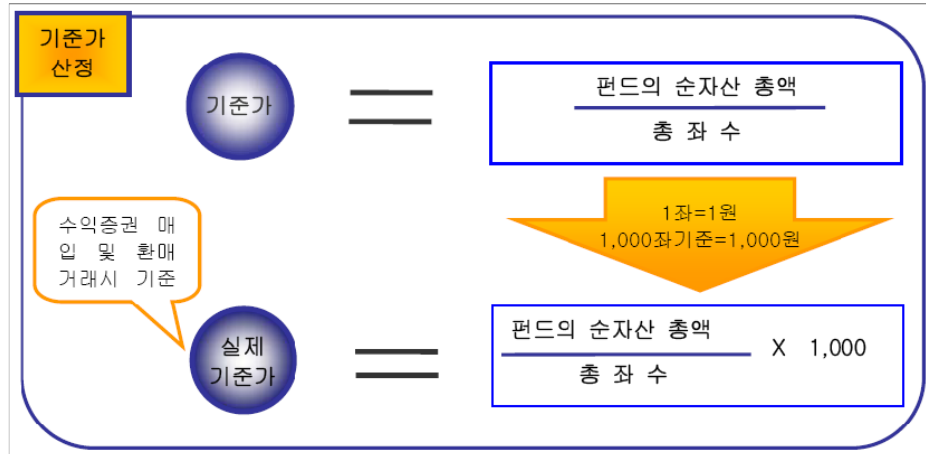 기준가
산정
기준가
펀드의 순자산 총액
총 좌 수
1좌=1원
1,000좌기준=1,000원
수익증권 매
입 및 환매
거래시 기준
실제
기준가
펀드의 순자산 총액
총 좌 수
X 1,000